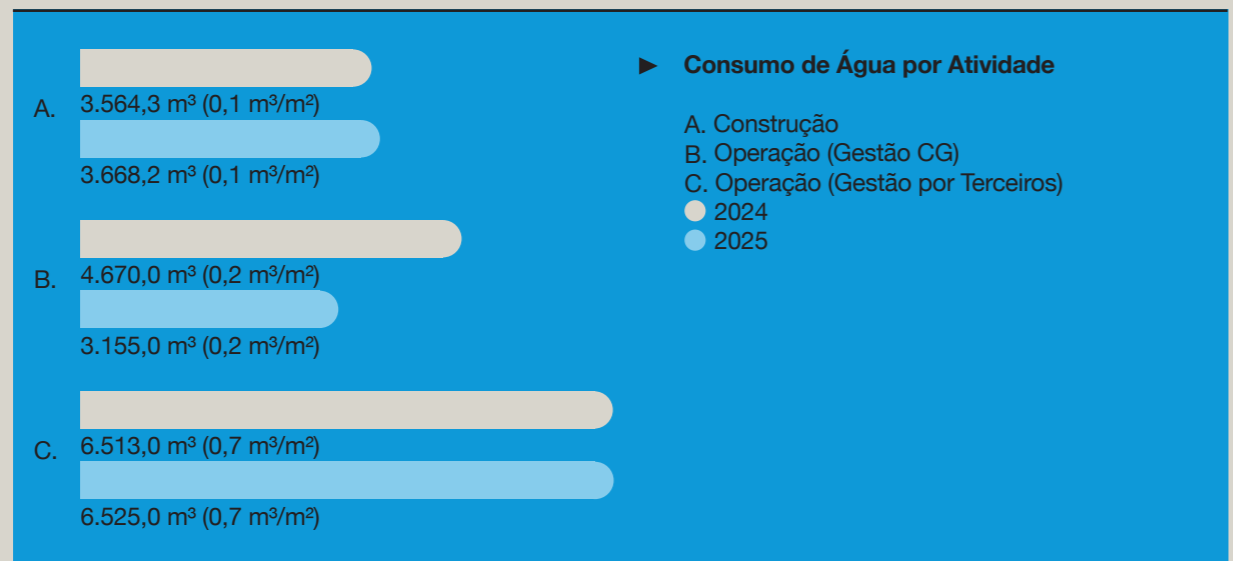 A.
3.564,3 m³ (0,1 m³/m²)
3.668,2 m³ (0,1 m³/m²)
B.
4.670,0 m³ (0,2 m³/m²)
3.155,0 m³ (0,2 m³/m²)
C.
6.513,0 m³ (0,7 m³/m²)
6.525,0 m³ (0,7 m³/m²)
► Consumo de Água por Atividade
A. Construção
B. Operação (Gestão CG)
C. Operação (Gestão por Terceiros)
2024
2025